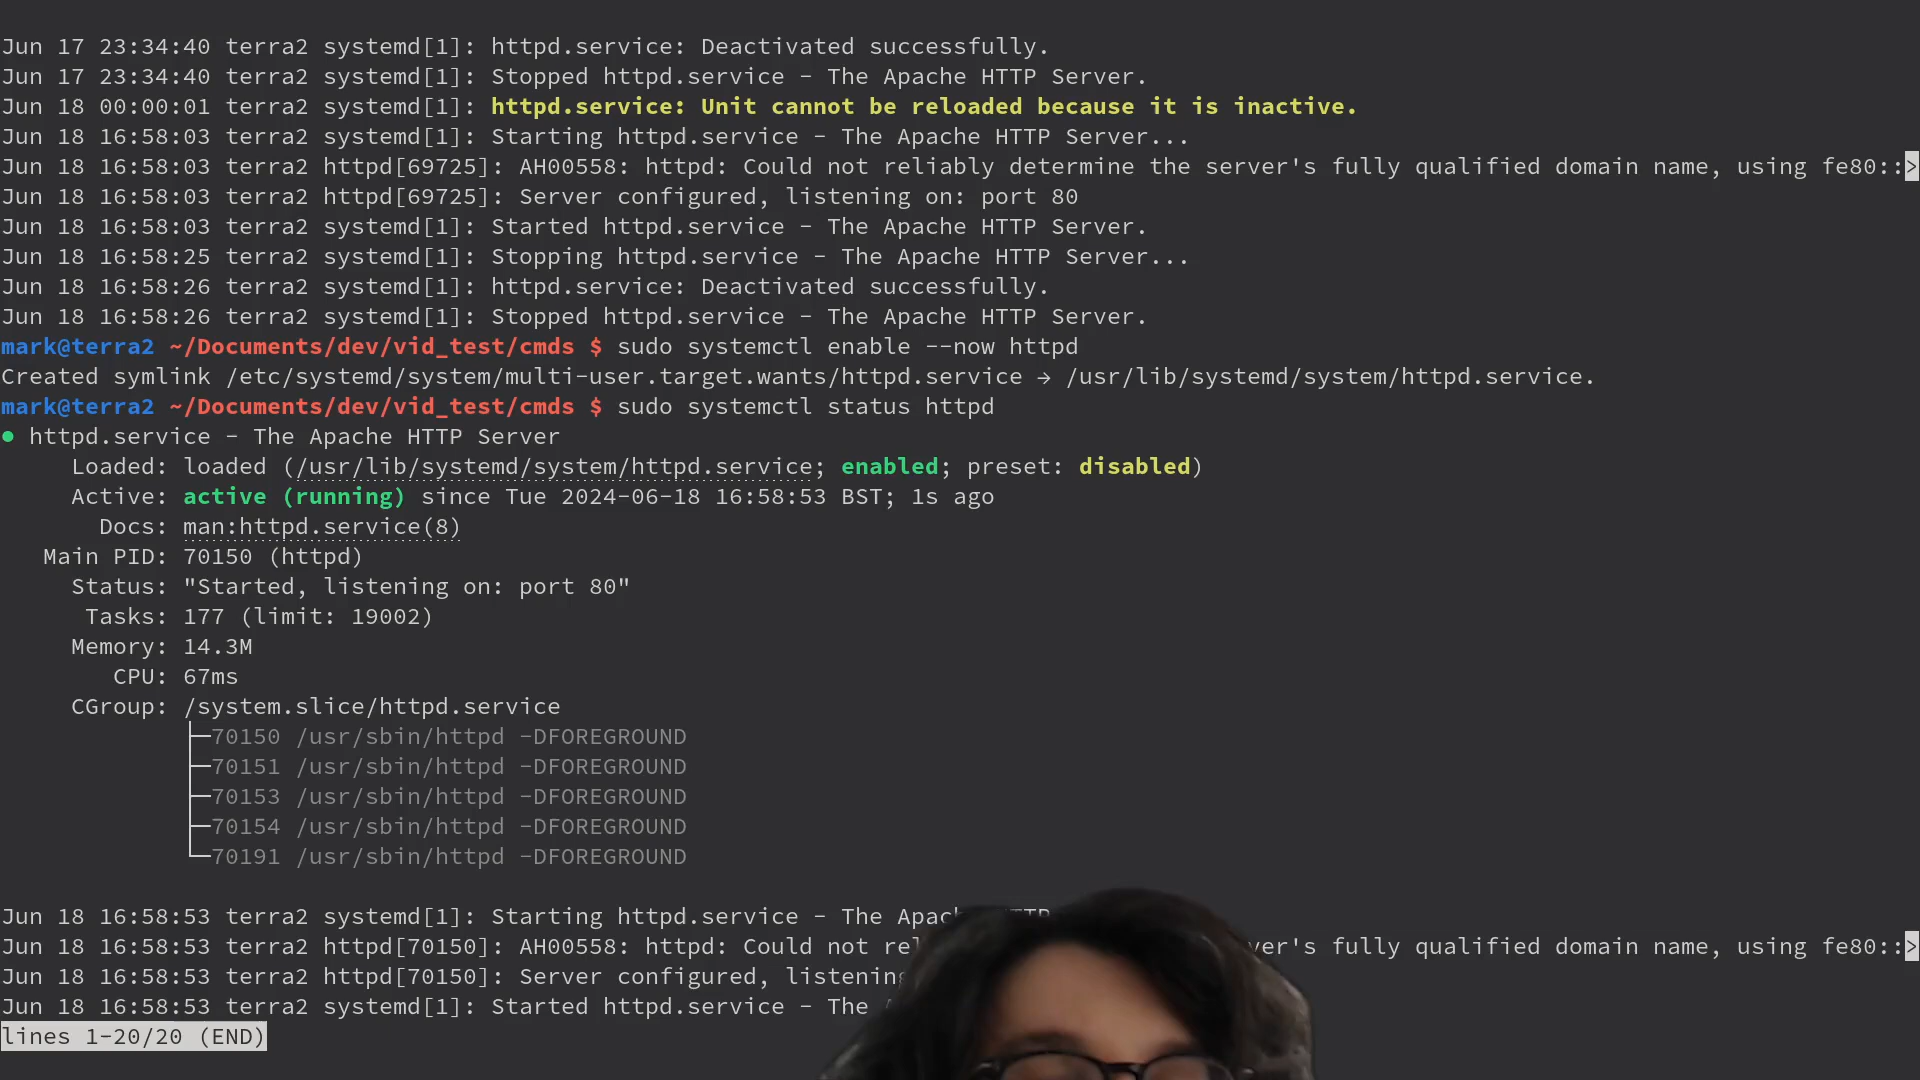 Jun 17 23:34:40 terra2 systemd[1]: httpd.service: Deactivated successfully.
Jun 17 23:34:40 terra2 systemd[1]: Stopped httpd.service - The Apache HTTP Server.
Jun 18 00:00:01 terra2 systemd[1]: httpd.service: Unit cannot be reloaded because it is inactive.
Jun 18 16:58:03 terra2 systemd[1]: Starting httpd.service - The Apache HTTP Server...
Jun 18 16:58:03 terra2 httpd[69725]: AH00558: httpd: Could not reliably determine the server's fully qualified domain name, using fe80::>
Jun 18 16:58:03 terra2 httpd[69725]: Server configured, listening on: port 80
Jun 18 16:58:03 terra2 systemd[1]: Started httpd.service - The Apache HTTP Server.
Jun 18 16:58:25 terra2 systemd[1]: Stopping httpd.service - The Apache HTTP Server...
Jun 18 16:58:26 terra2 systemd[1]: httpd.service: Deactivated successfully.
Jun 18 16:58:26 terra2 systemd[1]: Stopped httpd.service - The Apache HTTP Server.
mark@terra2 ~/Documents/dev/vid_test/cmds $ sudo systemctl enable --now httpd
Created symlink /etc/systemd/system/multi-user.target.wants/httpd.service → /usr/lib/systemd/system/httpd.service.
mark@terra2 ~/Documents/dev/vid_test/cmds $ sudo systemctl status httpd
● httpd.service - The Apache HTTP Server
Loaded: loaded (/usr/lib/systemd/system/httpd.service; enabled; preset: disabled)
Active: active (running) since Tue 2024-06-18 16:58:53 BST; 1s ago
Docs: man:httpd.service(8)
Main PID: 70150 (httpd)
Status: "Started, listening on: port 80"
Tasks: 177 (limit: 19002)
Memory: 14.3M
CPU: 67ms
CGroup: /system.slice/httpd.service
├─70150 /usr/sbin/httpd -DFOREGROUND
├─70151 /usr/sbin/httpd -DFOREGROUND
├─70153 /usr/sbin/httpd -DFOREGROUND
├─70154 /usr/sbin/httpd -DFOREGROUND
└─70191 /usr/sbin/httpd -DFOREGROUND
Jun 18 16:58:53 terra2 systemd[1]: Starting httpd.service - The
Jun 18 16:58:53 terra2 httpd[70150]: AH00558: httpd: Could not fully qualified domain name, using fe80::>
Jun 18 16:58:53 terra2 httpd[70150]: Server configured, listening
Jun 18 16:58:53 terra2 systemd[1]: Started httpd.service - The
lines 1-20/20 (END)